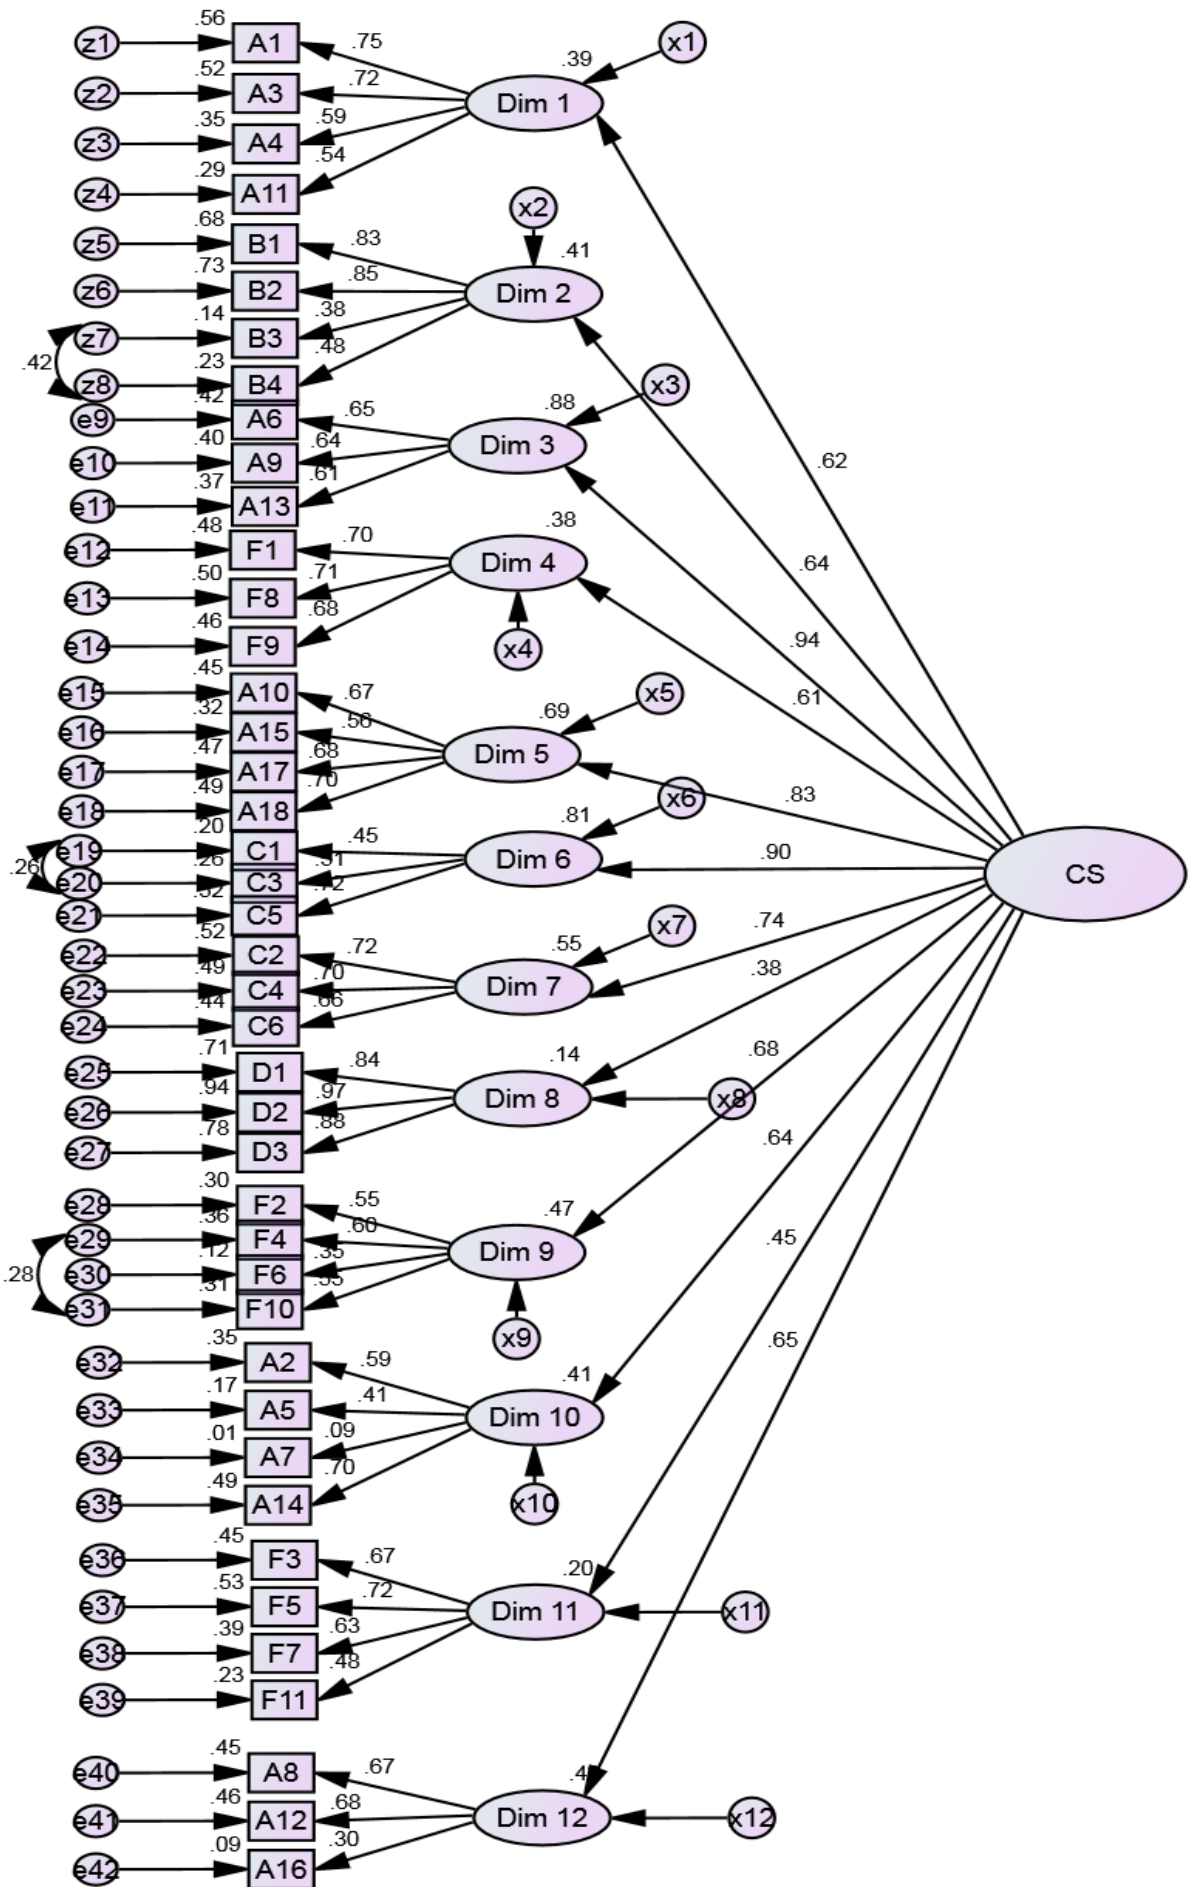 z1 .56 A1 .75
z2 .52 A3 .72
z3 .35 A4 .59
z4 .29 A11 .54
Dim 1 .39 x1
z5 .68 B1 .83
z6 .73 B2 .85
z7 .14 B3 .38
z8 .23 B4 .48
.42
Dim 2 .41 x2
e9 .42 A6 .65
e10 .40 A9 .64
e11 .37 A13 .61
Dim 3 .88 x3
e12 .48 F1 .70
e13 .50 F8 .71
e14 .46 F9 .68
Dim 4 .38 x4
e15 .45 A10 .67
e16 .32 A15 .56
e17 .47 A17 .68
e18 .49 A18 .70
Dim 5 .69 x5
e19 .20 C1 .45
e20 .26 C3 .51
e21 .52 C5 .72
.26
Dim 6 .81 x6
e22 .52 C2 .72
e23 .49 C4 .70
e24 .44 C6 .66
Dim 7 .55 x7
e25 .71 D1 .84
e26 .94 D2 .97
e27 .78 D3 .88
Dim 8 .14 x8
e28 .30 F2 .55
e29 .36 F4 .60
e30 .12 F6 .35
e31 .31 F10 .55
.28
Dim 9 .47 x9
e32 .35 A2 .59
e33 .17 A5 .41
e34 .01 A7 .09
e35 .49 A14 .70
Dim 10 .41 x10
e36 .45 F3 .67
e37 .53 F5 .72
e38 .39 F7 .63
e39 .23 F11 .48
Dim 11 .20 x11
e40 .45 A8 .67
e41 .46 A12 .68
e42 .09 A16 .30
Dim 12 x12
.62
.64
.94
.61
.83
.90
.74
.38
.68
.64
.45
.65
CS